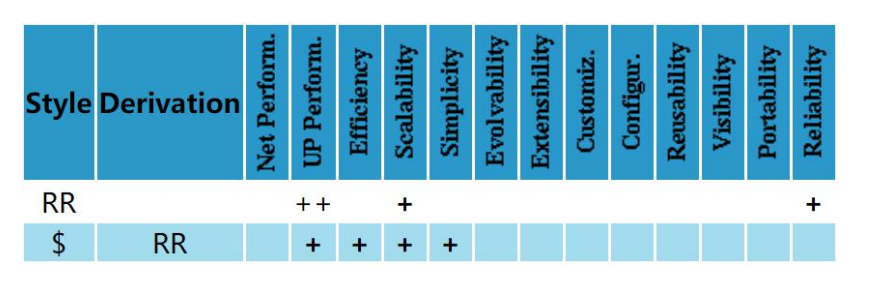 Style Derivation Net Perform. UP Perform. Efficiency Scalability Simplicity Evolvability Extensibility Customiz. Configur. Reusability Visibility Portability Reliability
RR ++ + +
$ RR + + + +